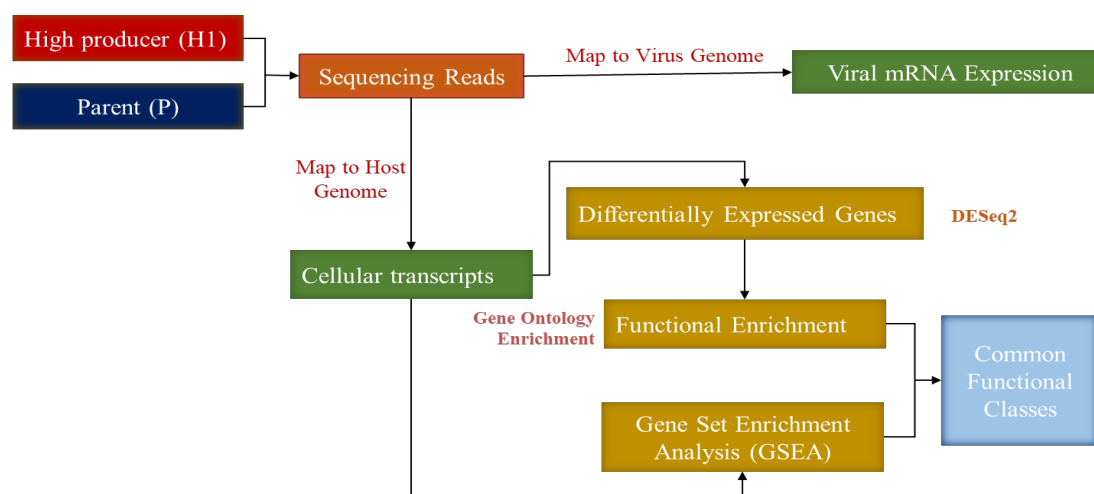 High producer (H1)
Parent (P)
Sequencing Reads
Map to Virus Genome
Viral mRNA Expression
Map to Host
Genome
Cellular transcripts
Differentially Expressed Genes
DESeq2
Gene Ontology
Enrichment
Functional Enrichment
Common
Functional
Classes
Gene Set Enrichment
Analysis (GSEA)